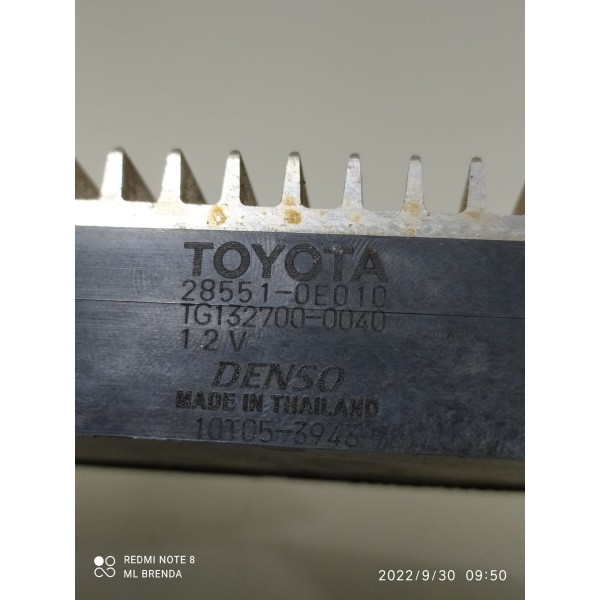 TOYOTA
28551-0E010
TG132700-0040
12V
DENSO
MADE IN THAILAND
REDMI NOTE 8
ML BRENDA
2022/9/30 09:50